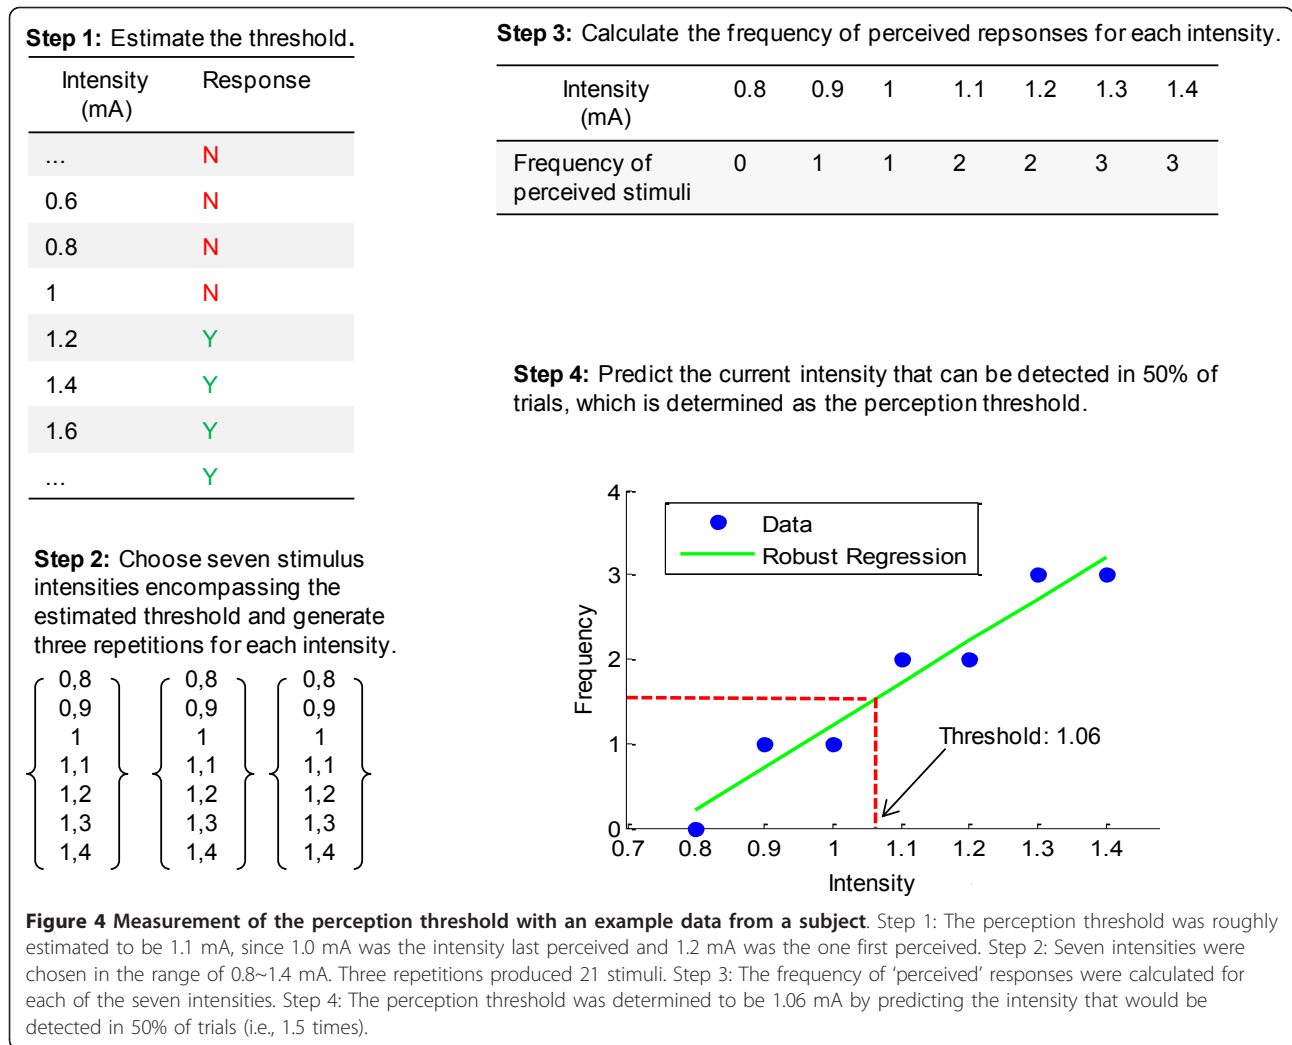 Step 1: Estimate the threshold.
Intensity (mA) Response
... N
0.6 N
0.8 N
1 N
1.2 Y
1.4 Y
1.6 Y
... Y
Step 2: Choose seven stimulus
intensities encompassing the
estimated threshold and generate
three repetitions for each intensity.
0,8 0,8 0,8
0,9 0,9 0,9
1 1 1
1,1 1,1 1,1
1,2 1,2 1,2
1,3 1,3 1,3
1,4 1,4 1,4
Step 3: Calculate the frequency of perceived repsonses for each intensity.
Intensity (mA) 0.8 0.9 1 1.1 1.2 1.3 1.4
Frequency of perceived stimuli 0 1 1 2 2 3 3
Step 4: Predict the current intensity that can be detected in 50% of
trials, which is determined as the perception threshold.
4
3
2
1
0
Frequency
Data
Robust Regression
Threshold: 1.06
0.7 0.8 0.9 1 1.1 1.2 1.3 1.4
Intensity
Figure 4 Measurement of the perception threshold with an example data from a subject. Step 1: The perception threshold was roughly
estimated to be 1.1 mA, since 1.0 mA was the intensity last perceived and 1.2 mA was the one first perceived. Step 2: Seven intensities were
chosen in the range of 0.8~1.4 mA. Three repetitions produced 21 stimuli. Step 3: The frequency of 'perceived' responses were calculated for
each of the seven intensities. Step 4: The perception threshold was determined to be 1.06 mA by predicting the intensity that would be
detected in 50% of trials (i.e., 1.5 times).